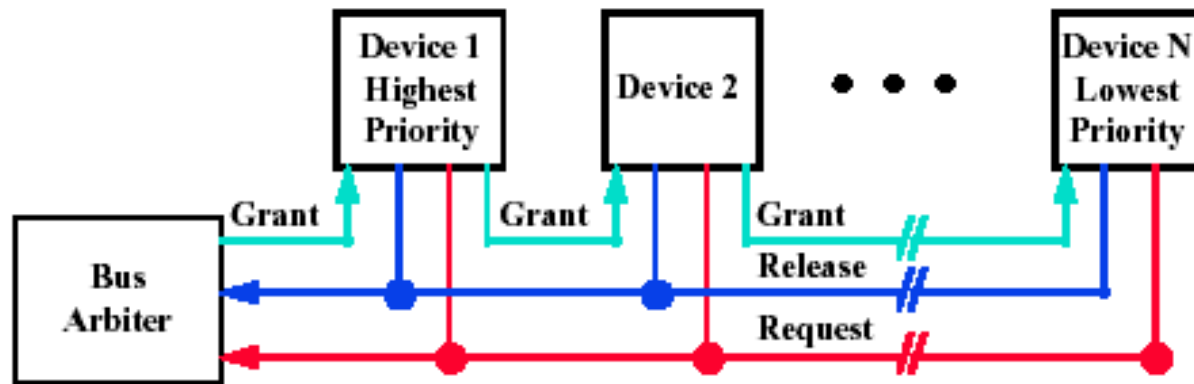 Device 1
Highest
Priority
Device 2
Device N
Lowest
Priority
Grant
Grant
Grant
Release
Request
Bus
Arbiter